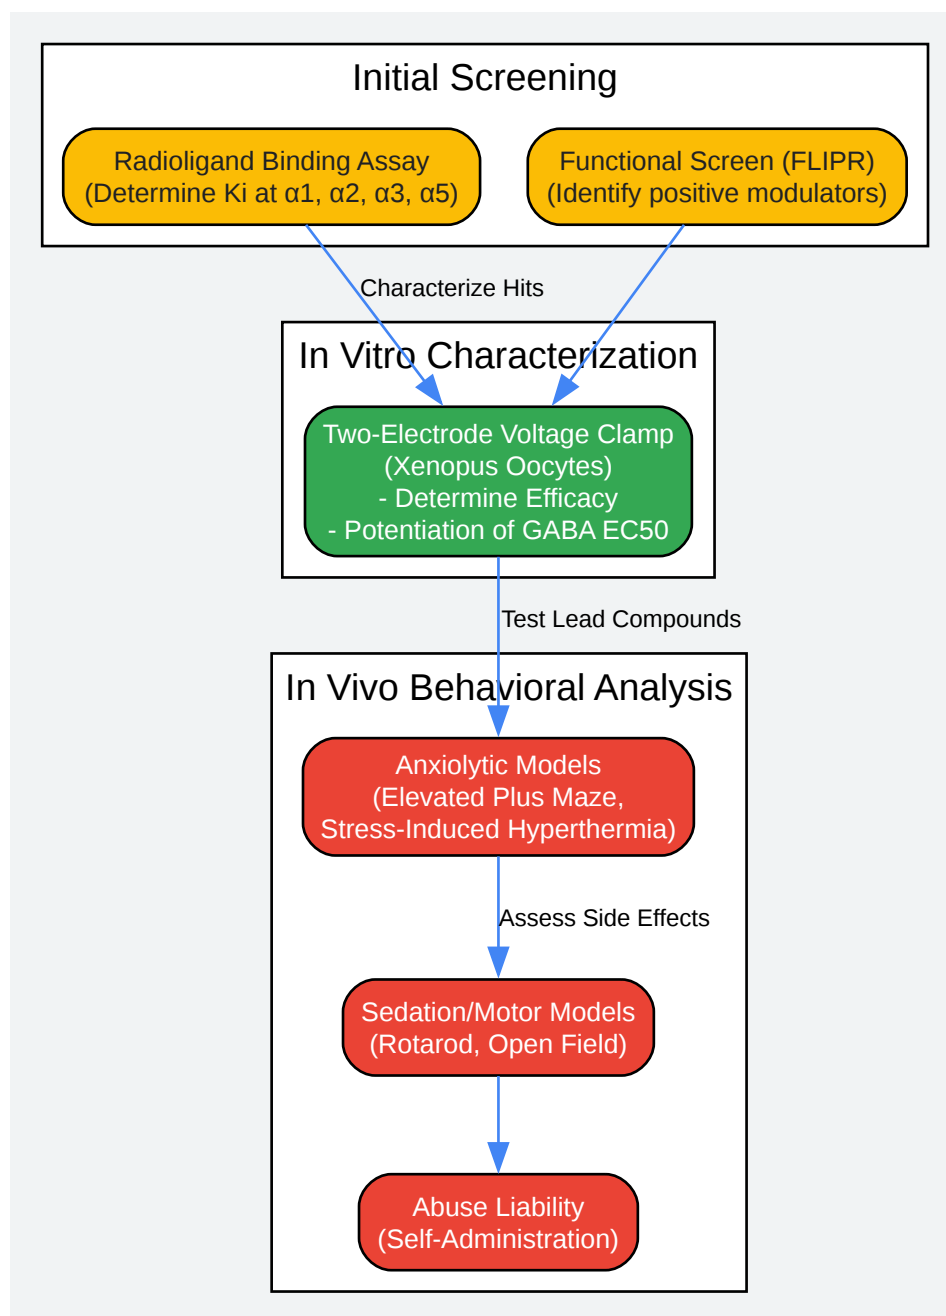 Initial Screening
Radioligand Binding Assay
(Determine Ki at α1, α2, α3, α5)
Functional Screen (FLIPR)
(Identify positive modulators)
Characterize Hits
In Vitro Characterization
Two-Electrode Voltage Clamp
(Xenopus Oocytes)
- Determine Efficacy
- Potentiation of GABA EC50
Test Lead Compounds
In Vivo Behavioral Analysis
Anxiolytic Models
(Elevated Plus Maze,
Stress-Induced Hyperthermia)
Assess Side Effects
Sedation/Motor Models
(Rotarod, Open Field)
Abuse Liability
(Self-Administration)